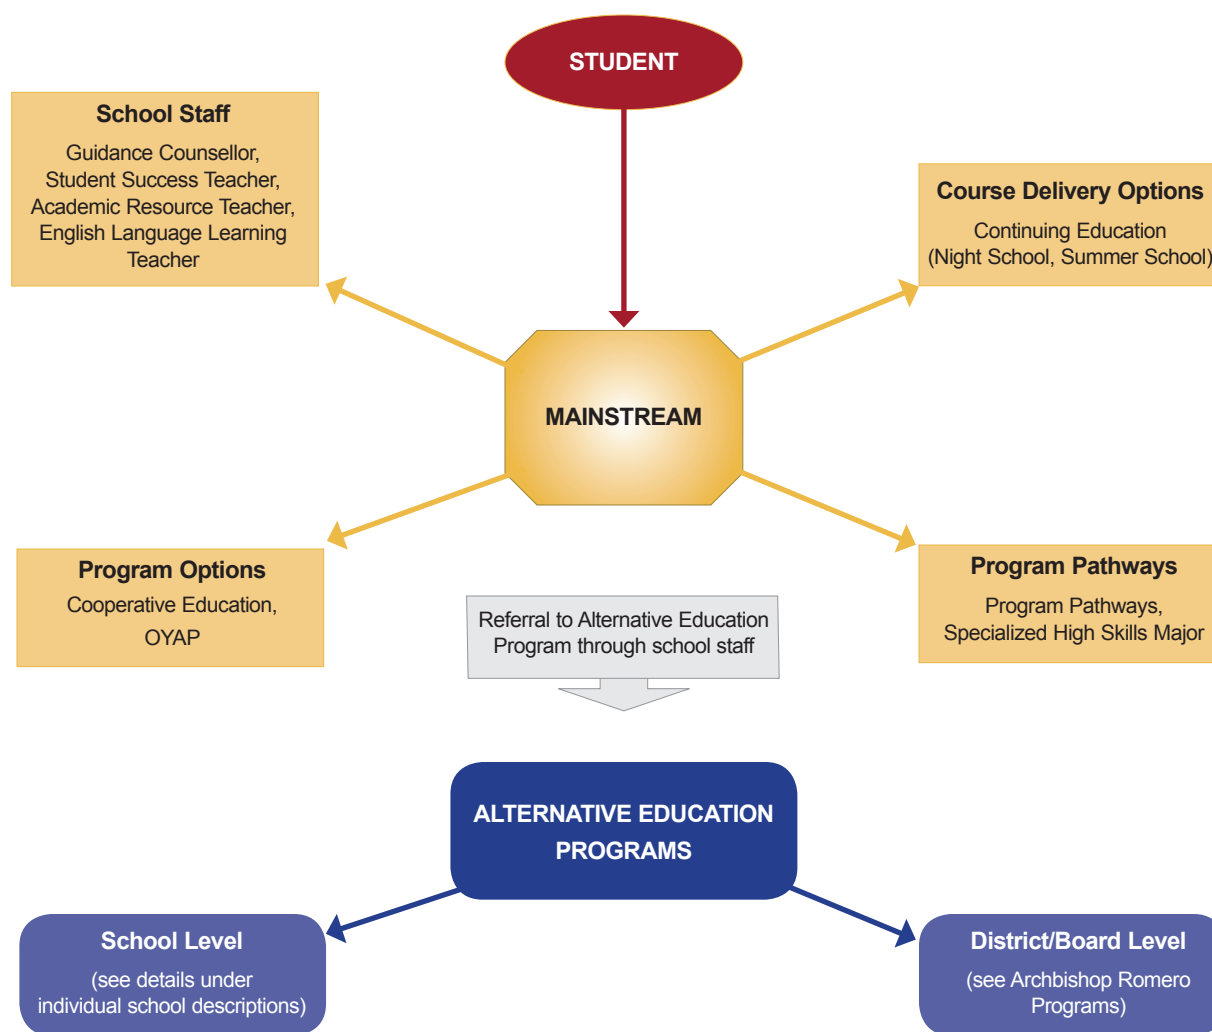 STUDENT
School Staff
Guidance Counsellor,
Student Success Teacher,
Academic Resource Teacher,
English Language Learning
Teacher
Course Delivery Options
Continuing Education
(Night School, Summer School)
MAINSTREAM
Program Options
Cooperative Education,
OYAP
Referral to Alternative Education
Program through school staff
Program Pathways
Program Pathways,
Specialized High Skills Major
ALTERNATIVE EDUCATION
PROGRAMS
School Level
(see details under
individual school descriptions)
District/Board Level
(see Archbishop Romero
Programs)